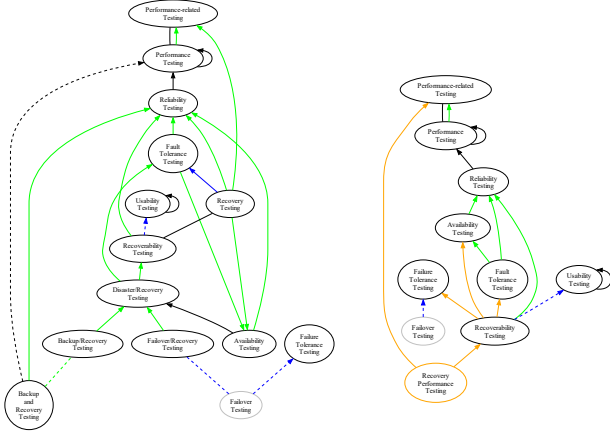 Performance-related
Testing
Performance
Testing
Reliability
Testing
Fault
Tolerance
Testing
Usability
Testing
Recovery
Testing
Recoverability
Testing
Disaster/Recovery
Testing
Backup/Recovery
Testing
Failover/Recovery
Testing
Availability
Testing
Failure
Tolerance
Testing
Backup
and
Recovery
Testing
Failover
Testing
Performance-related
Testing
Performance
Testing
Reliability
Testing
Availability
Testing
Failure
Tolerance
Testing
Fault
Tolerance
Testing
Usability
Testing
Failover
Testing
Recoverability
Testing
Recovery
Performance
Testing